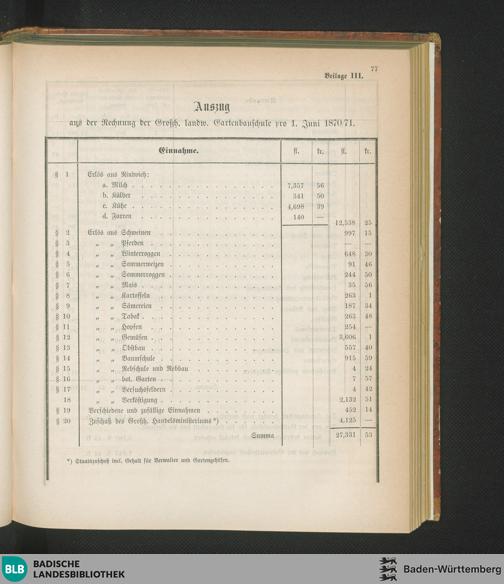 77
Beilage III.
Auszug
aus der Rechnung der Großh. landw. Gartenbauschule pro 1. Juni 1870/71.
Einnahme. fl. kr. fl. kr.
§ 1 Erlös aus Rindvieh:
a. Milch 7,357 56
b. Kälber 341 50
c. Kühe 4,698 39
d. Farren 140 —
12,538 25
§ 2 Erlös aus Schweinen 997 15
§ 3 „ „ Pferden — —
§ 4 „ „ Winterroggen 648 30
§ 5 „ „ Sommerweizen 91 46
§ 6 „ „ Sommerroggen 244 50
§ 7 „ „ Mais 35 56
§ 8 „ „ Kartoffeln 263 1
§ 9 „ „ Sämereien 187 34
§ 10 „ „ Tabak 263 48
§ 11 „ „ Hopfen 254 —
§ 12 „ „ Gemüsen 3,606 1
§ 13 „ „ Obstbau 557 40
§ 14 „ „ Baumschule 915 59
§ 15 „ „ Rebschule und Rebbau 4 24
§ 16 „ „ bot. Garten 7 57
§ 17 „ „ Versuchsfeldern 4 42
18 „ „ Verköstigung 2,132 51
§ 19 Verschiedene und zufällige Einnahmen 452 14
§ 20 Zuschuß des Großh. Handelsministeriums *) 4,125 —
Summa 27,331 53
*) Staatszuschuß incl. Gehalt für Verwalter und Gartengehilfen.
BLB BADISCHE
LANDESBIBLIOTHEK
Baden-Württemberg